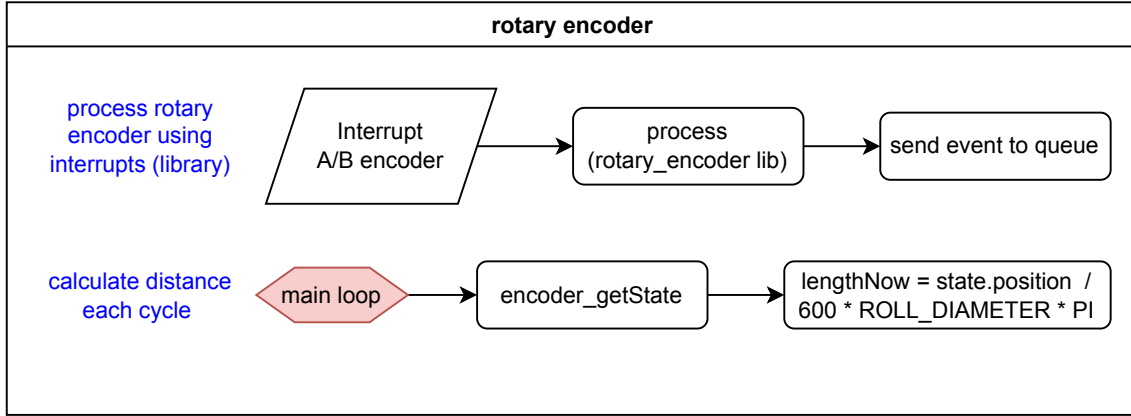 rotary encoder
process rotary
encoder using
interrupts (library)
Interrupt
A/B encoder
process
(rotary_encoder lib)
send event to queue
calculate distance
each cycle
main loop
encoder_getState
lengthNow = state.position /
600 * ROLL_DIAMETER * PI